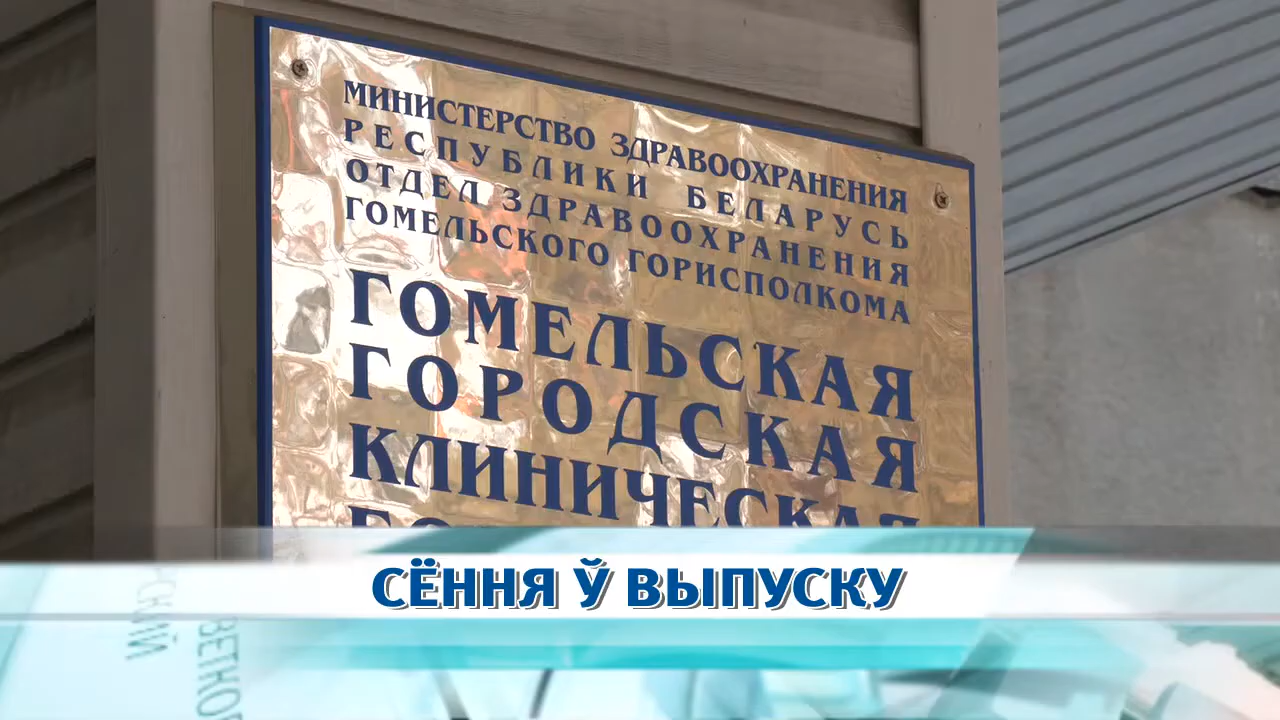 МИНИСТЕРСТВО ЗДРАВООХРАНЕНИЯ
РЕСПУБЛИКИ БЕЛАРУСЬ
ОТДЕЛ ЗДРАВООХРАНЕНИЯ
ГОМЕЛЬСКОГО ГОРИСПОЛКОМА
ГОМЕЛЬСКАЯ
ГОРОДСКАЯ
КЛИНИЧЕСКАЯ
СЁННЯ Ў ВЫПУСКУ